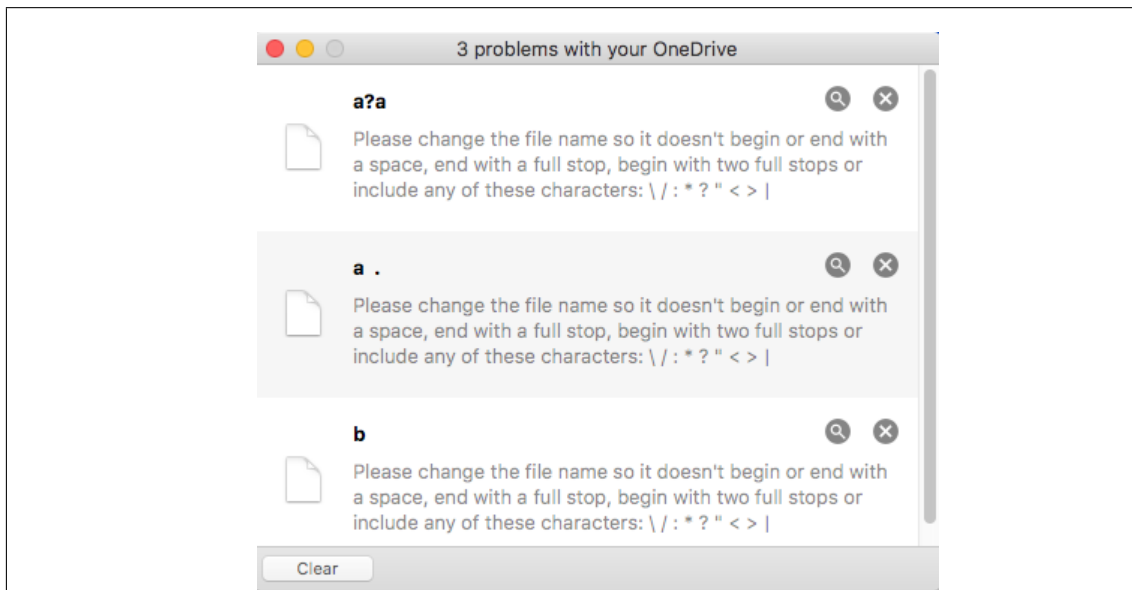 3 problems with your OneDrive
a?a
Please change the file name so it doesn't begin or end with
a space, end with a full stop, begin with two full stops or
include any of these characters: \ / : * ? " < > |
a .
Please change the file name so it doesn't begin or end with
a space, end with a full stop, begin with two full stops or
include any of these characters: \ / : * ? " < > |
b
Please change the file name so it doesn't begin or end with
a space, end with a full stop, begin with two full stops or
include any of these characters: \ / : * ? " < > |
Clear